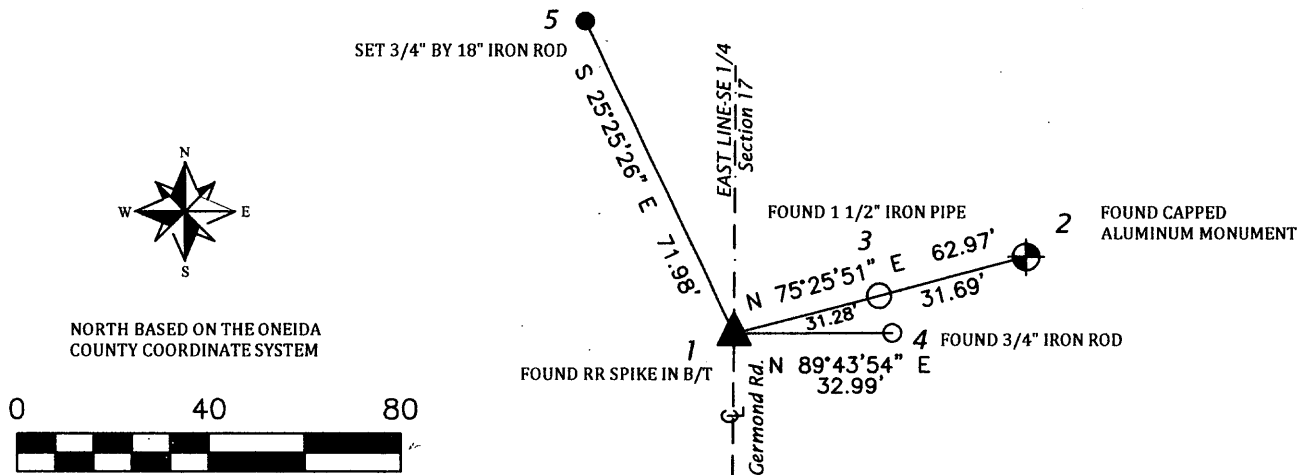 5
SET 3/4" BY 18" IRON ROD
S 25°25'26" E 71.98'
EAST LINE-SE 1/4
Section 17
N
W E
S
NORTH BASED ON THE ONEIDA
COUNTY COORDINATE SYSTEM
FOUND 1 1/2" IRON PIPE
3
2
FOUND CAPPED
ALUMINUM MONUMENT
N 75°25'51" E 62.97'
31.28'
31.69'
1
FOUND RR SPIKE IN B/T
4
FOUND 3/4" IRON ROD
N 89°43'54" E
32.99'
CL
Germond Rd.
0 40 80